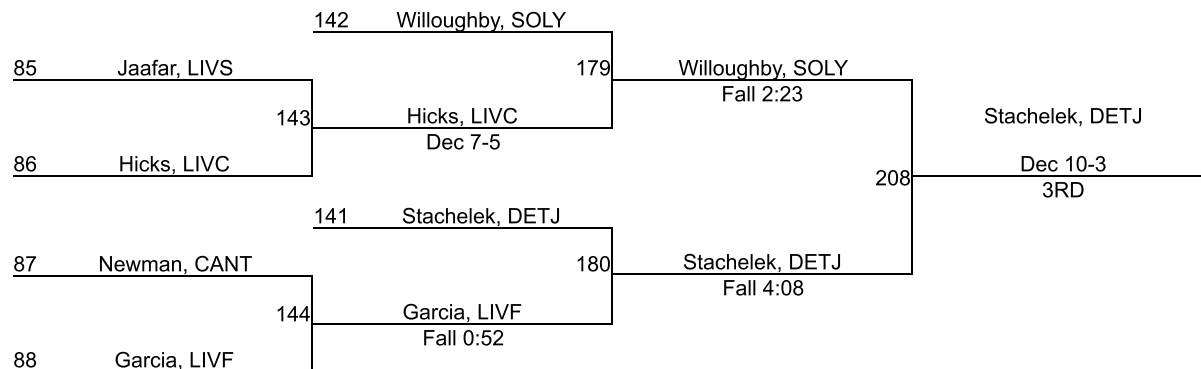 142 Willoughby, SOLY
85 Jaafar, LIVS
179 Willoughby, SOLY
Fall 2:23
143 Hicks, LIVC
Dec 7-5
Stachelek, DETJ
86 Hicks, LIVC
Dec 10-3
208
3RD
141 Stachelek, DETJ
87 Newman, CANT
180 Stachelek, DETJ
Fall 4:08
144 Garcia, LIVF
Fall 0:52
88 Garcia, LIVF